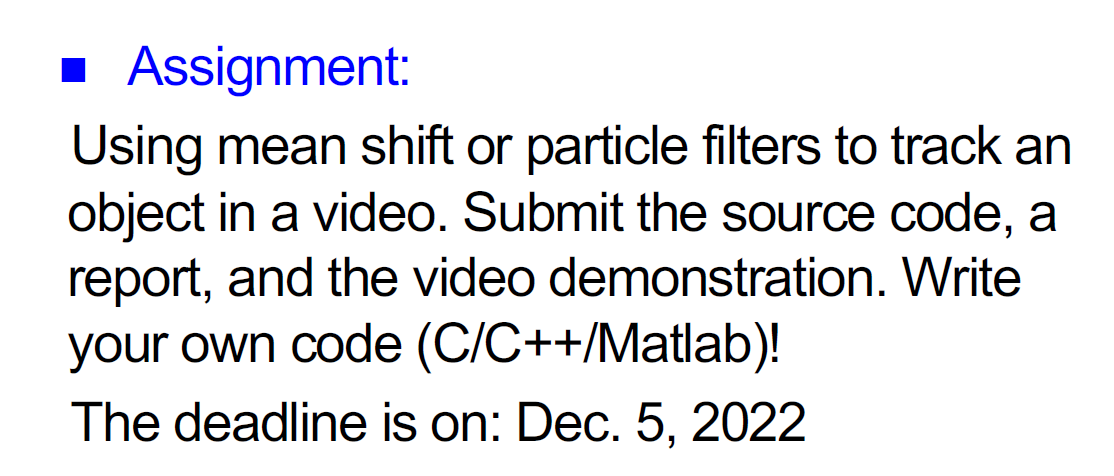 Assignment:
Using mean shift or particle filters to track an
object in a video. Submit the source code, a
report, and the video demonstration. Write
your own code (C/C++/Matlab)!
The deadline is on: Dec. 5, 2022